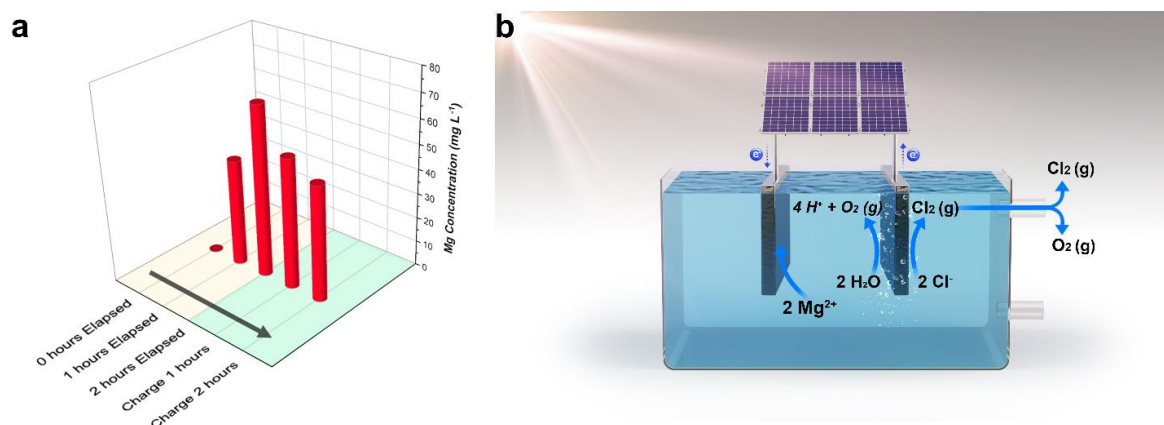 a
80
70
60
50
40
30
20
10
0
Mg Concentration (mg L⁻¹)
0 hours Elapsed
1 hours Elapsed
2 hours Elapsed
Charge 1 hours
Charge 2 hours
b
e⁻
e⁻
4 H⁺ + O₂ (g)
Cl₂ (g)
2 H₂O
2 Cl⁻
2 Mg²⁺
Cl₂ (g)
O₂ (g)